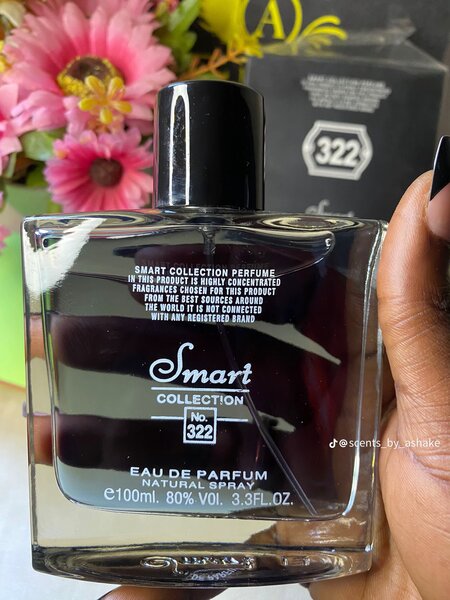 A
322
Smart
SMART COLLECTION PERFUME
IN THIS PRODUCT IS HIGHLY CONCENTRATED
FRAGRANCES CHOSEN FOR THIS PRODUCT
FROM THE BEST SOURCES AROUND
THE WORLD IT IS NOT CONNECTED
WITH ANY REGISTERED BRAND
Smart
COLLECTION
No.
322
EAU DE PARFUM
NATURAL SPRAY
e100ml. 80% VOL. 3.3FL.OZ.
@scents_by_ashake